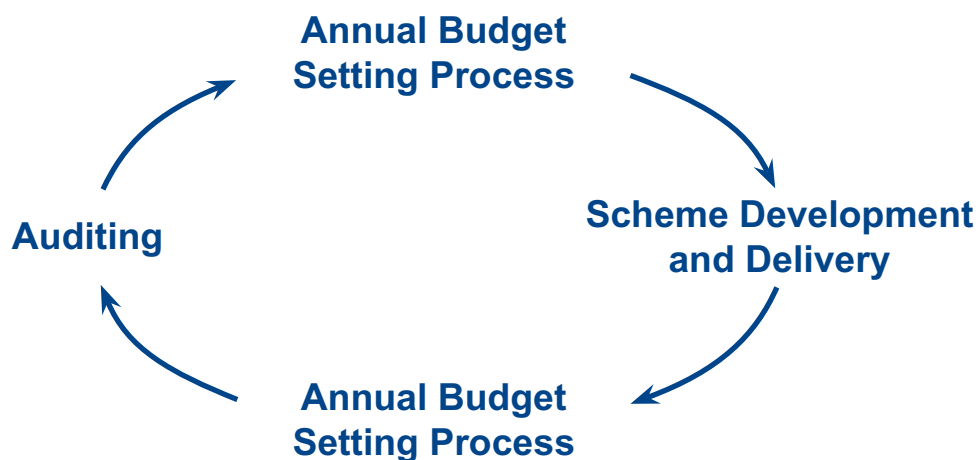 Annual Budget
Setting Process
Scheme Development
and Delivery
Annual Budget
Setting Process
Auditing